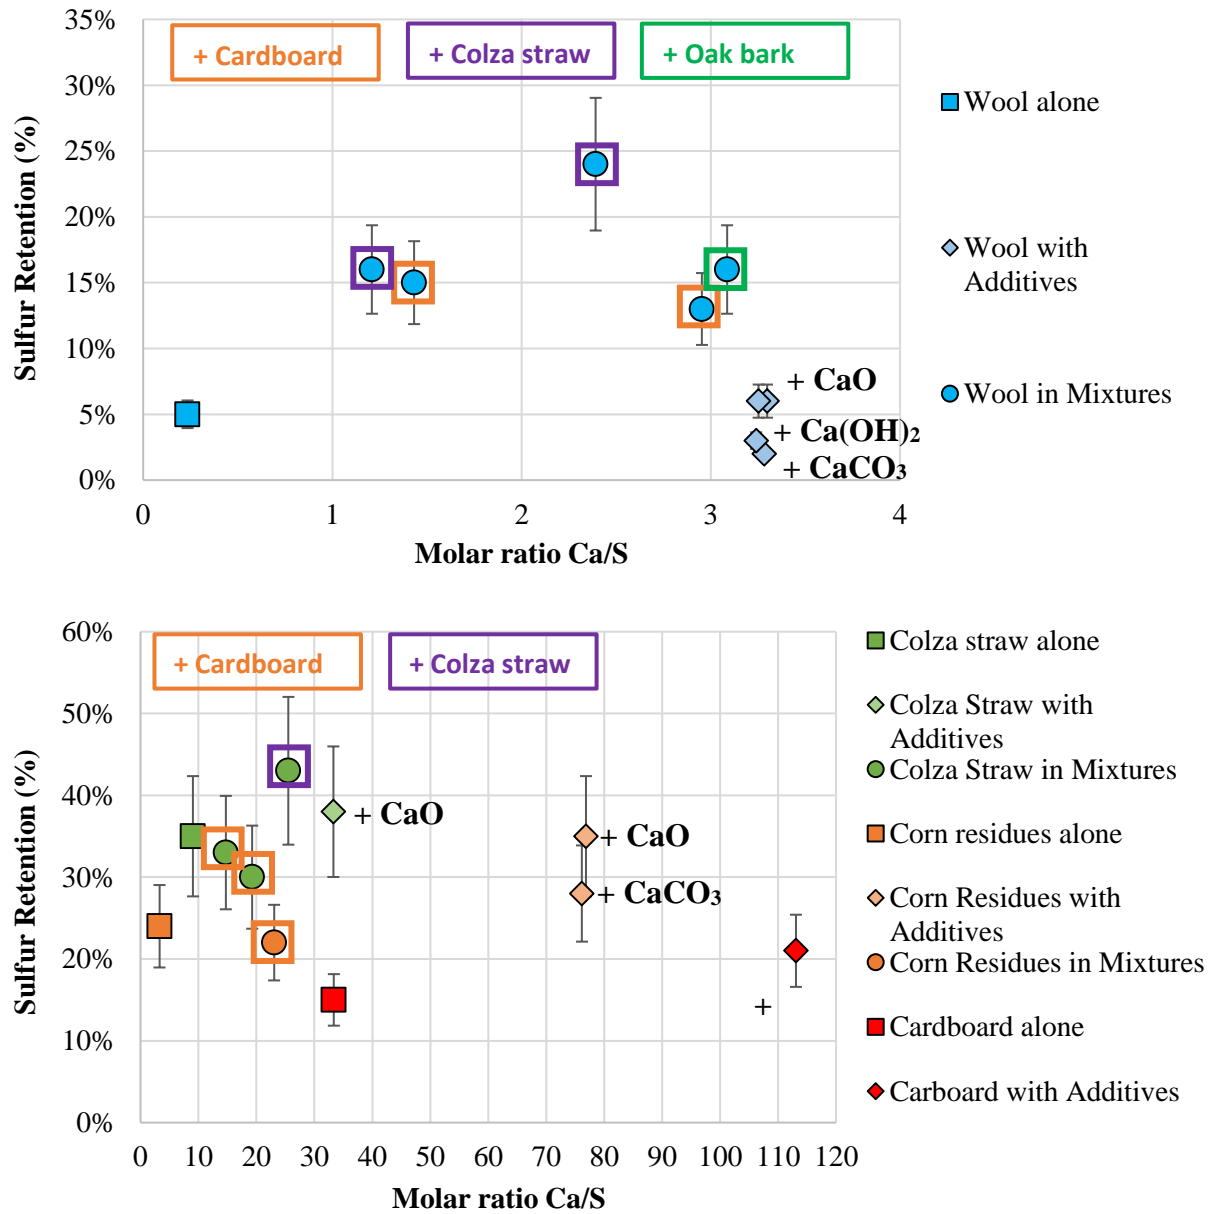 35%
+ Cardboard
+ Colza straw
+ Oak bark
30%
25%
20%
15%
10%
5%
0%
Sulfur Retention (%)
+ CaO
+ Ca(OH)₂
+ CaCO₃
0 1 2 3 4
Molar ratio Ca/S
Wool alone
Wool with
Additives
Wool in Mixtures
60%
+ Cardboard
+ Colza straw
50%
40%
30%
20%
10%
0%
Sulfur Retention (%)
+ CaO
+ CaO
+ CaCO₃
+
0 10 20 30 40 50 60 70 80 90 100 110 120
Molar ratio Ca/S
Colza straw alone
Colza Straw with
Additives
Colza Straw in Mixtures
Corn residues alone
Corn Residues with
Additives
Corn Residues in Mixtures
Cardboard alone
Carboard with Additives